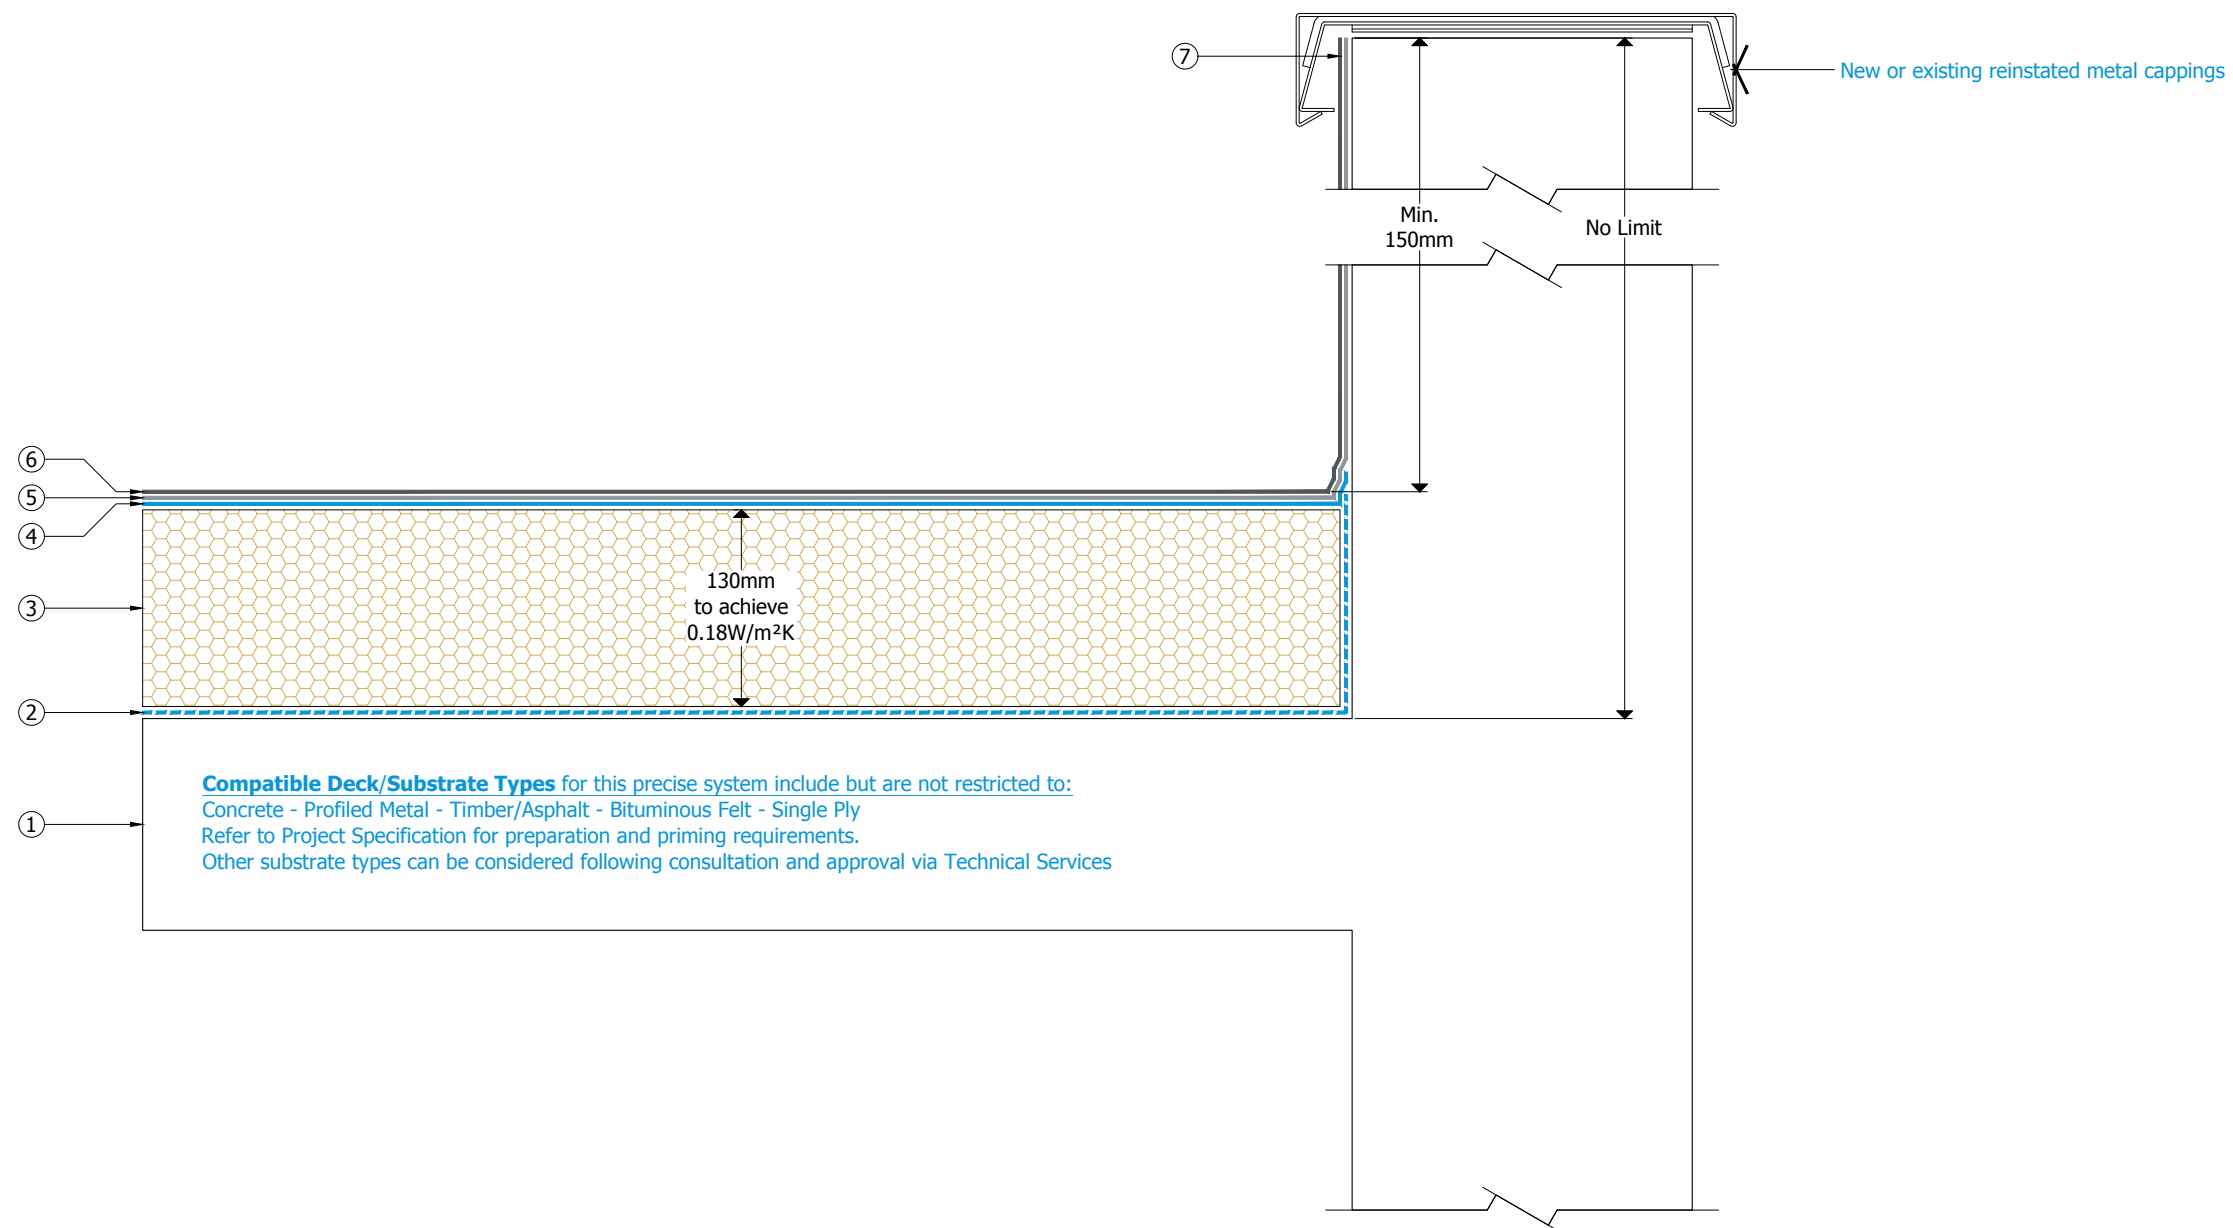 7
New or existing reinstated metal cappings
Min.
150mm
No Limit
6
5
4
130mm
to achieve
0.18W/m²K
3
2
Compatible Deck/Substrate Types for this precise system include but are not restricted to:
Concrete - Profiled Metal - Timber/Asphalt - Bituminous Felt - Single Ply
Refer to Project Specification for preparation and priming requirements.
Other substrate types can be considered following consultation and approval via Technical Services
1